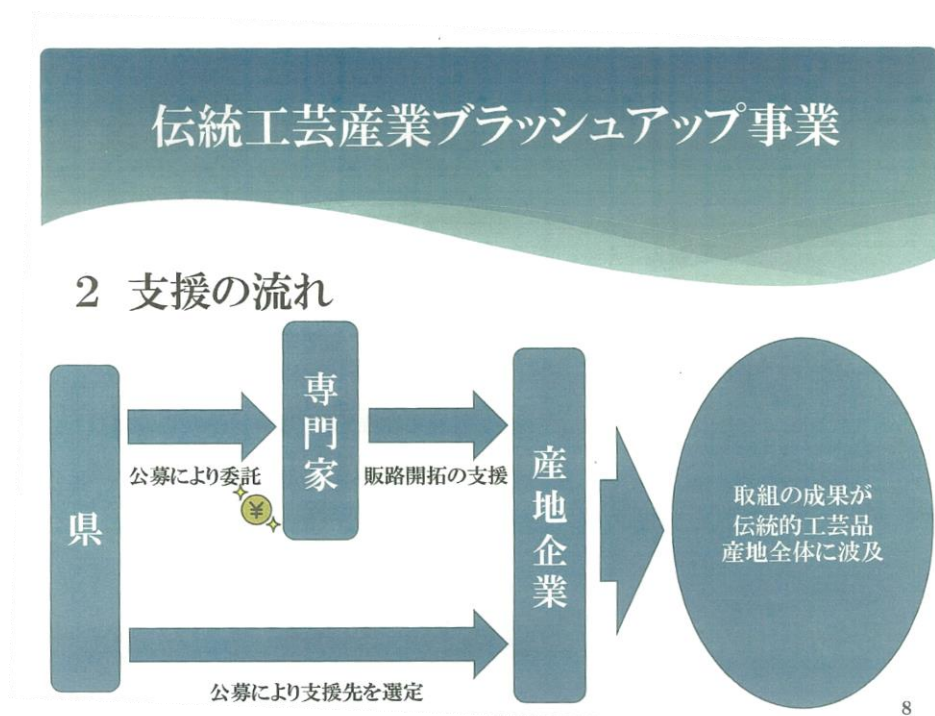 伝統工芸産業ブラッシュアップ事業
2 支援の流れ
県
公募により委託
¥
専門家
販路開拓の支援
公募により支援先を選定
産地企業
取組の成果が
伝統的工芸品
産地全体に波及
8